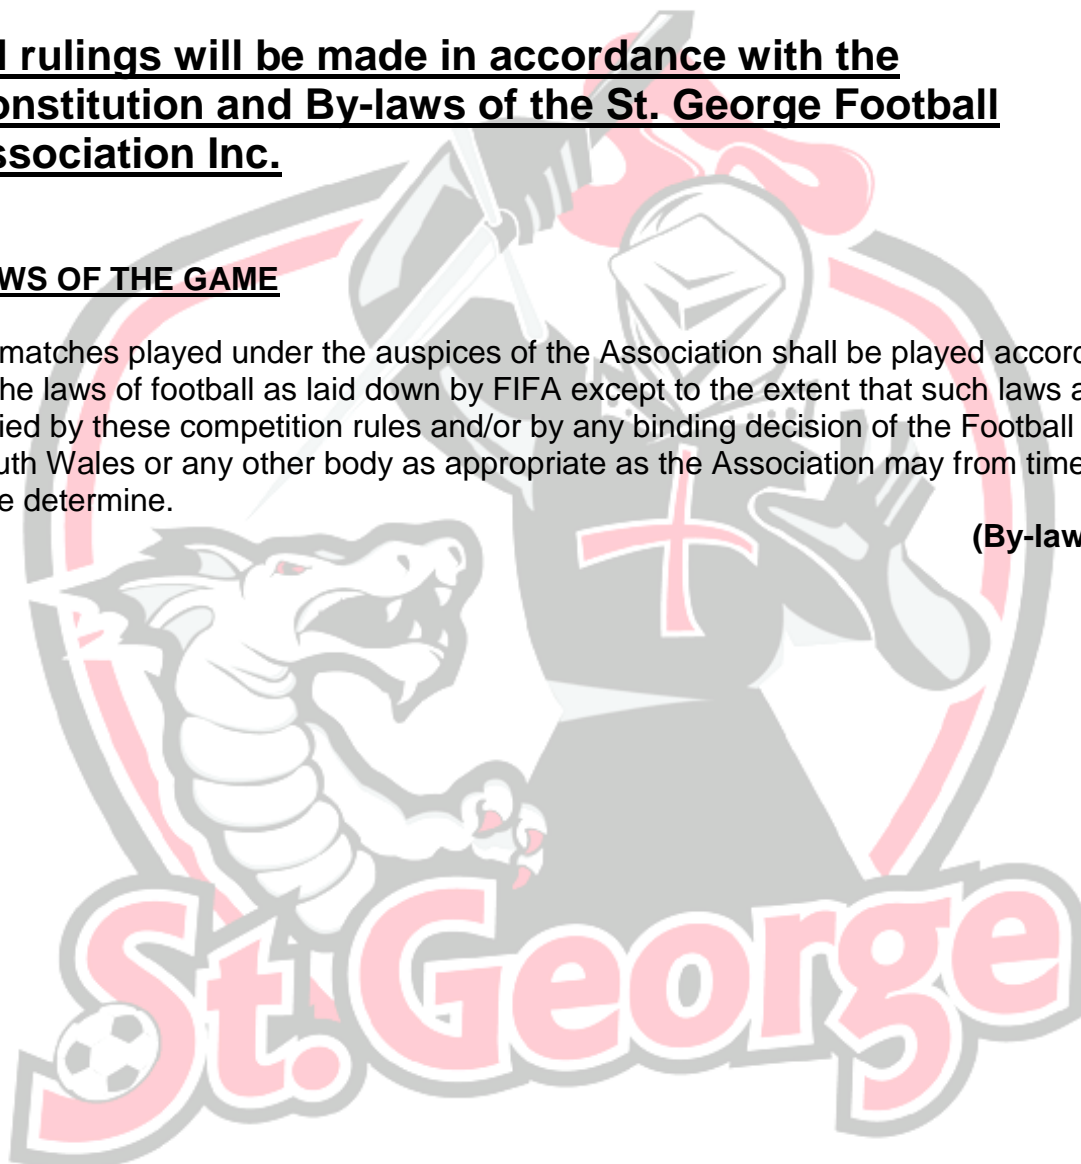 l rulings will be made in accordance with the
onstitution and By-laws of the St. George Football
ssociation Inc.
WS OF THE GAME
matches played under the auspices of the Association shall be played accord
he laws of football as laid down by FIFA except to the extent that such laws a
ied by these competition rules and/or by any binding decision of the Football
uth Wales or any other body as appropriate as the Association may from time
e determine.
(By-law
St. George